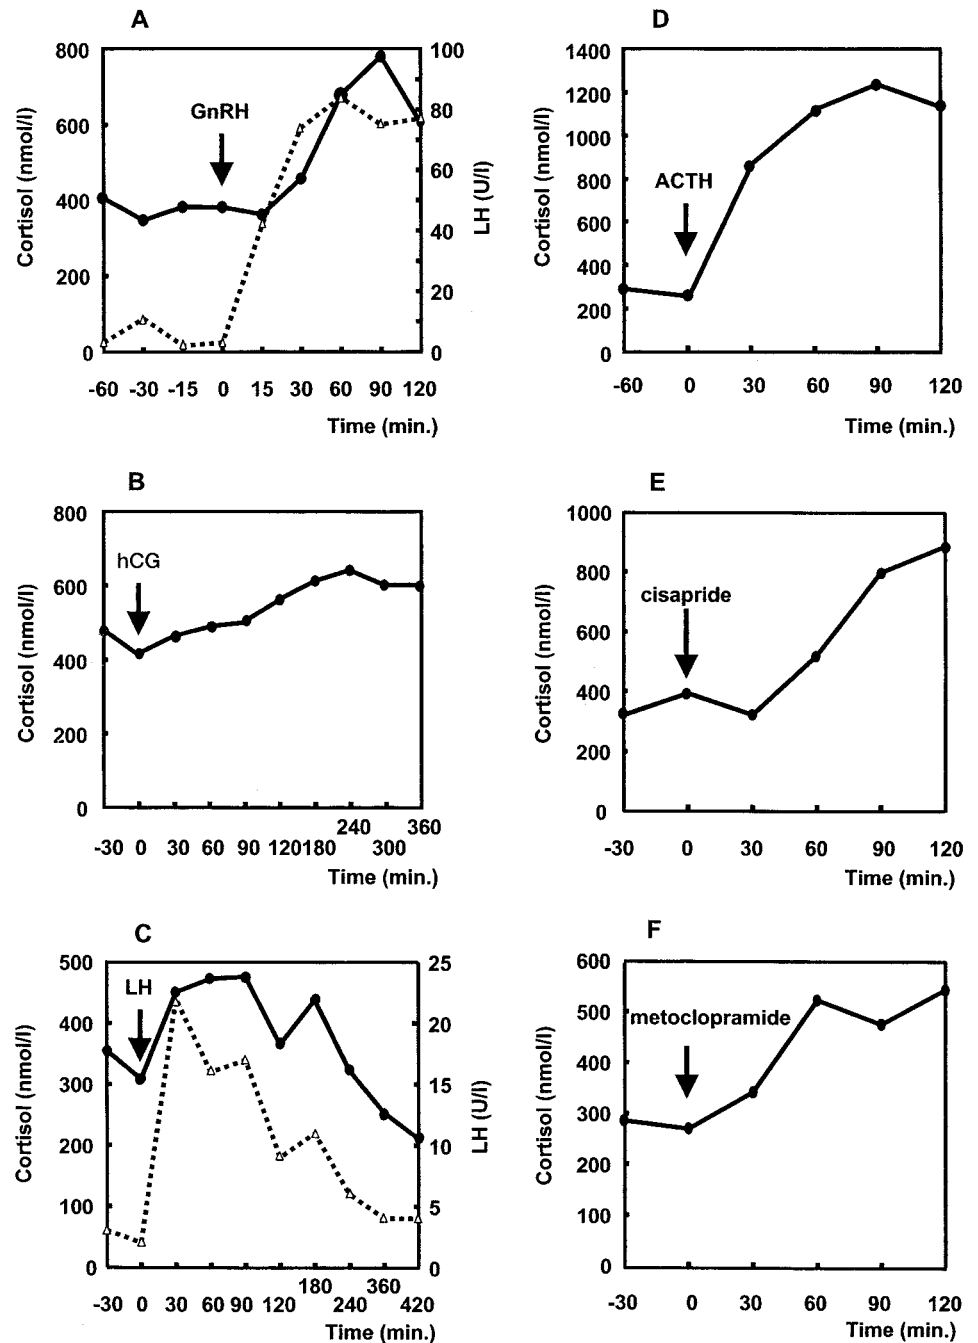 A
800
600
400
200
0
100
80
60
40
20
0
Cortisol (nmol/l)
LH (U/l)
GnRH
-60 -30 -15 0 15 30 60 90 120
Time (min.)
B
800
600
400
200
0
Cortisol (nmol/l)
hCG
240 360
-30 0 30 60 90 120 180 300
Time (min.)
C
500
400
300
200
100
0
25
20
15
10
5
0
Cortisol (nmol/l)
LH (U/l)
LH
180 360
-30 0 30 60 90 120 240 420
Time (min.)
D
1400
1200
1000
800
600
400
200
0
Cortisol (nmol/l)
ACTH
-60 0 30 60 90 120
Time (min.)
E
1000
800
600
400
200
0
Cortisol (nmol/l)
cisapride
-30 0 30 60 90 120
Time (min.)
F
600
500
400
300
200
100
0
Cortisol (nmol/l)
metoclopramide
-30 0 30 60 90 120
Time (min.)